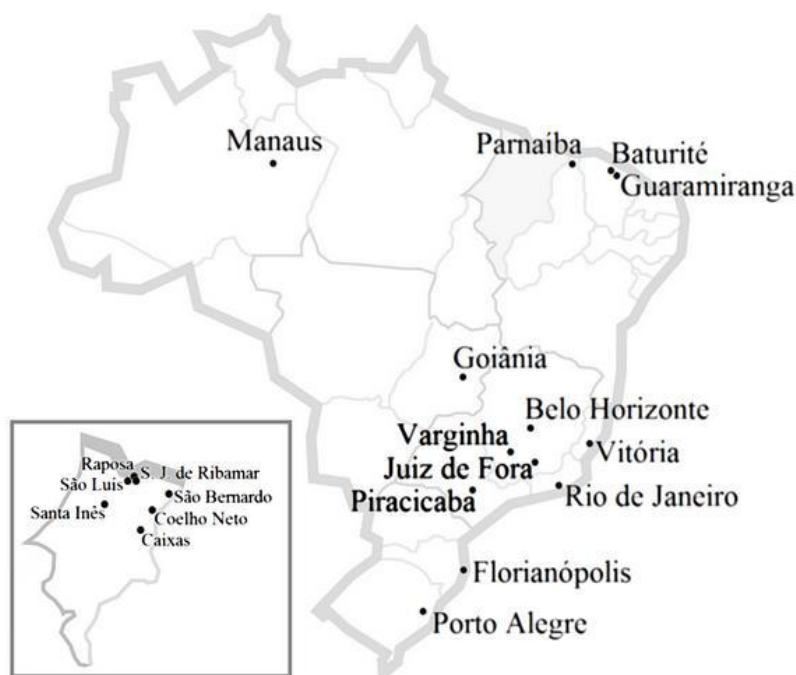 Manaus
Parnaíba
Baturité
Guaramiranga
Goiânia
Belo Horizonte
Varginha
Vitória
Juiz de Fora
Piracicaba
Rio de Janeiro
Florianópolis
Porto Alegre
Raposa
S. J. de Ribamar
São Luis
São Bernardo
Santa Inês
Coelho Neto
Caixas